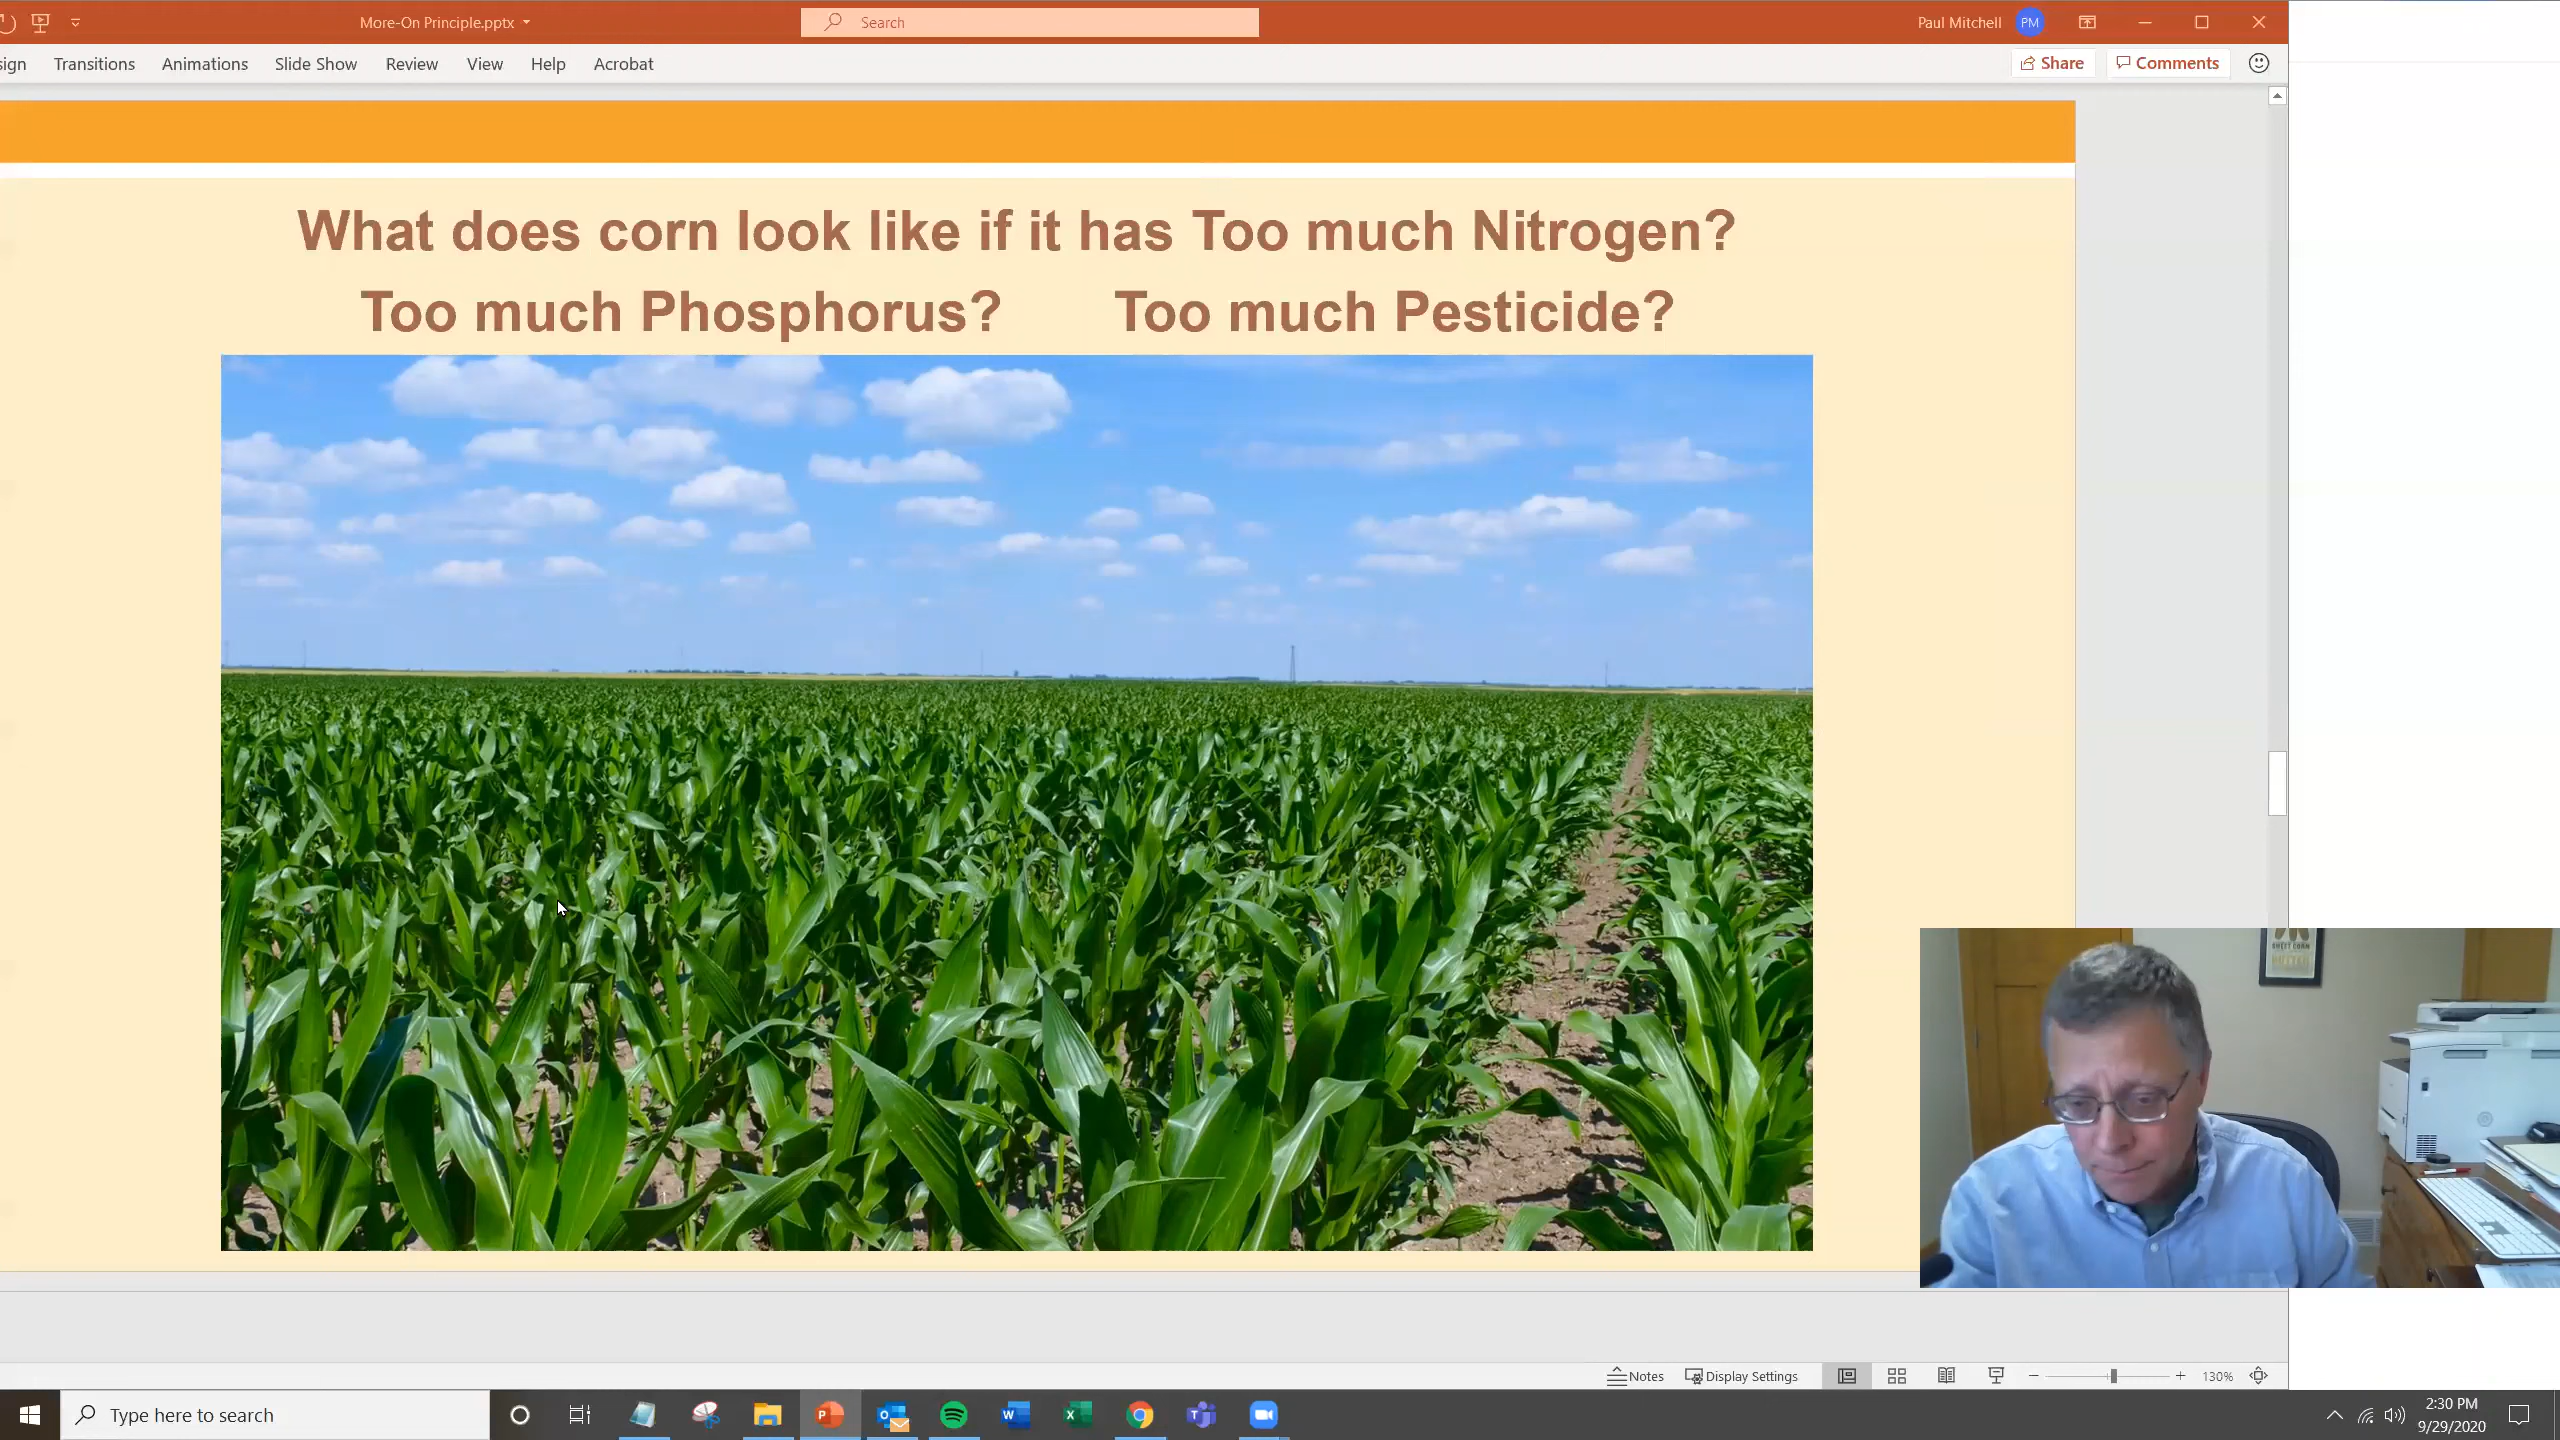 More-On Principle.pptx
Search
Paul Mitchell
PM
sign
Transitions
Animations
Slide Show
Review
View
Help
Acrobat
Share
Comments
What does corn look like if it has Too much Nitrogen?
Too much Phosphorus? Too much Pesticide?
SWEET CORN
Notes
Display Settings
130%
Type here to search
2:30 PM
9/29/2020